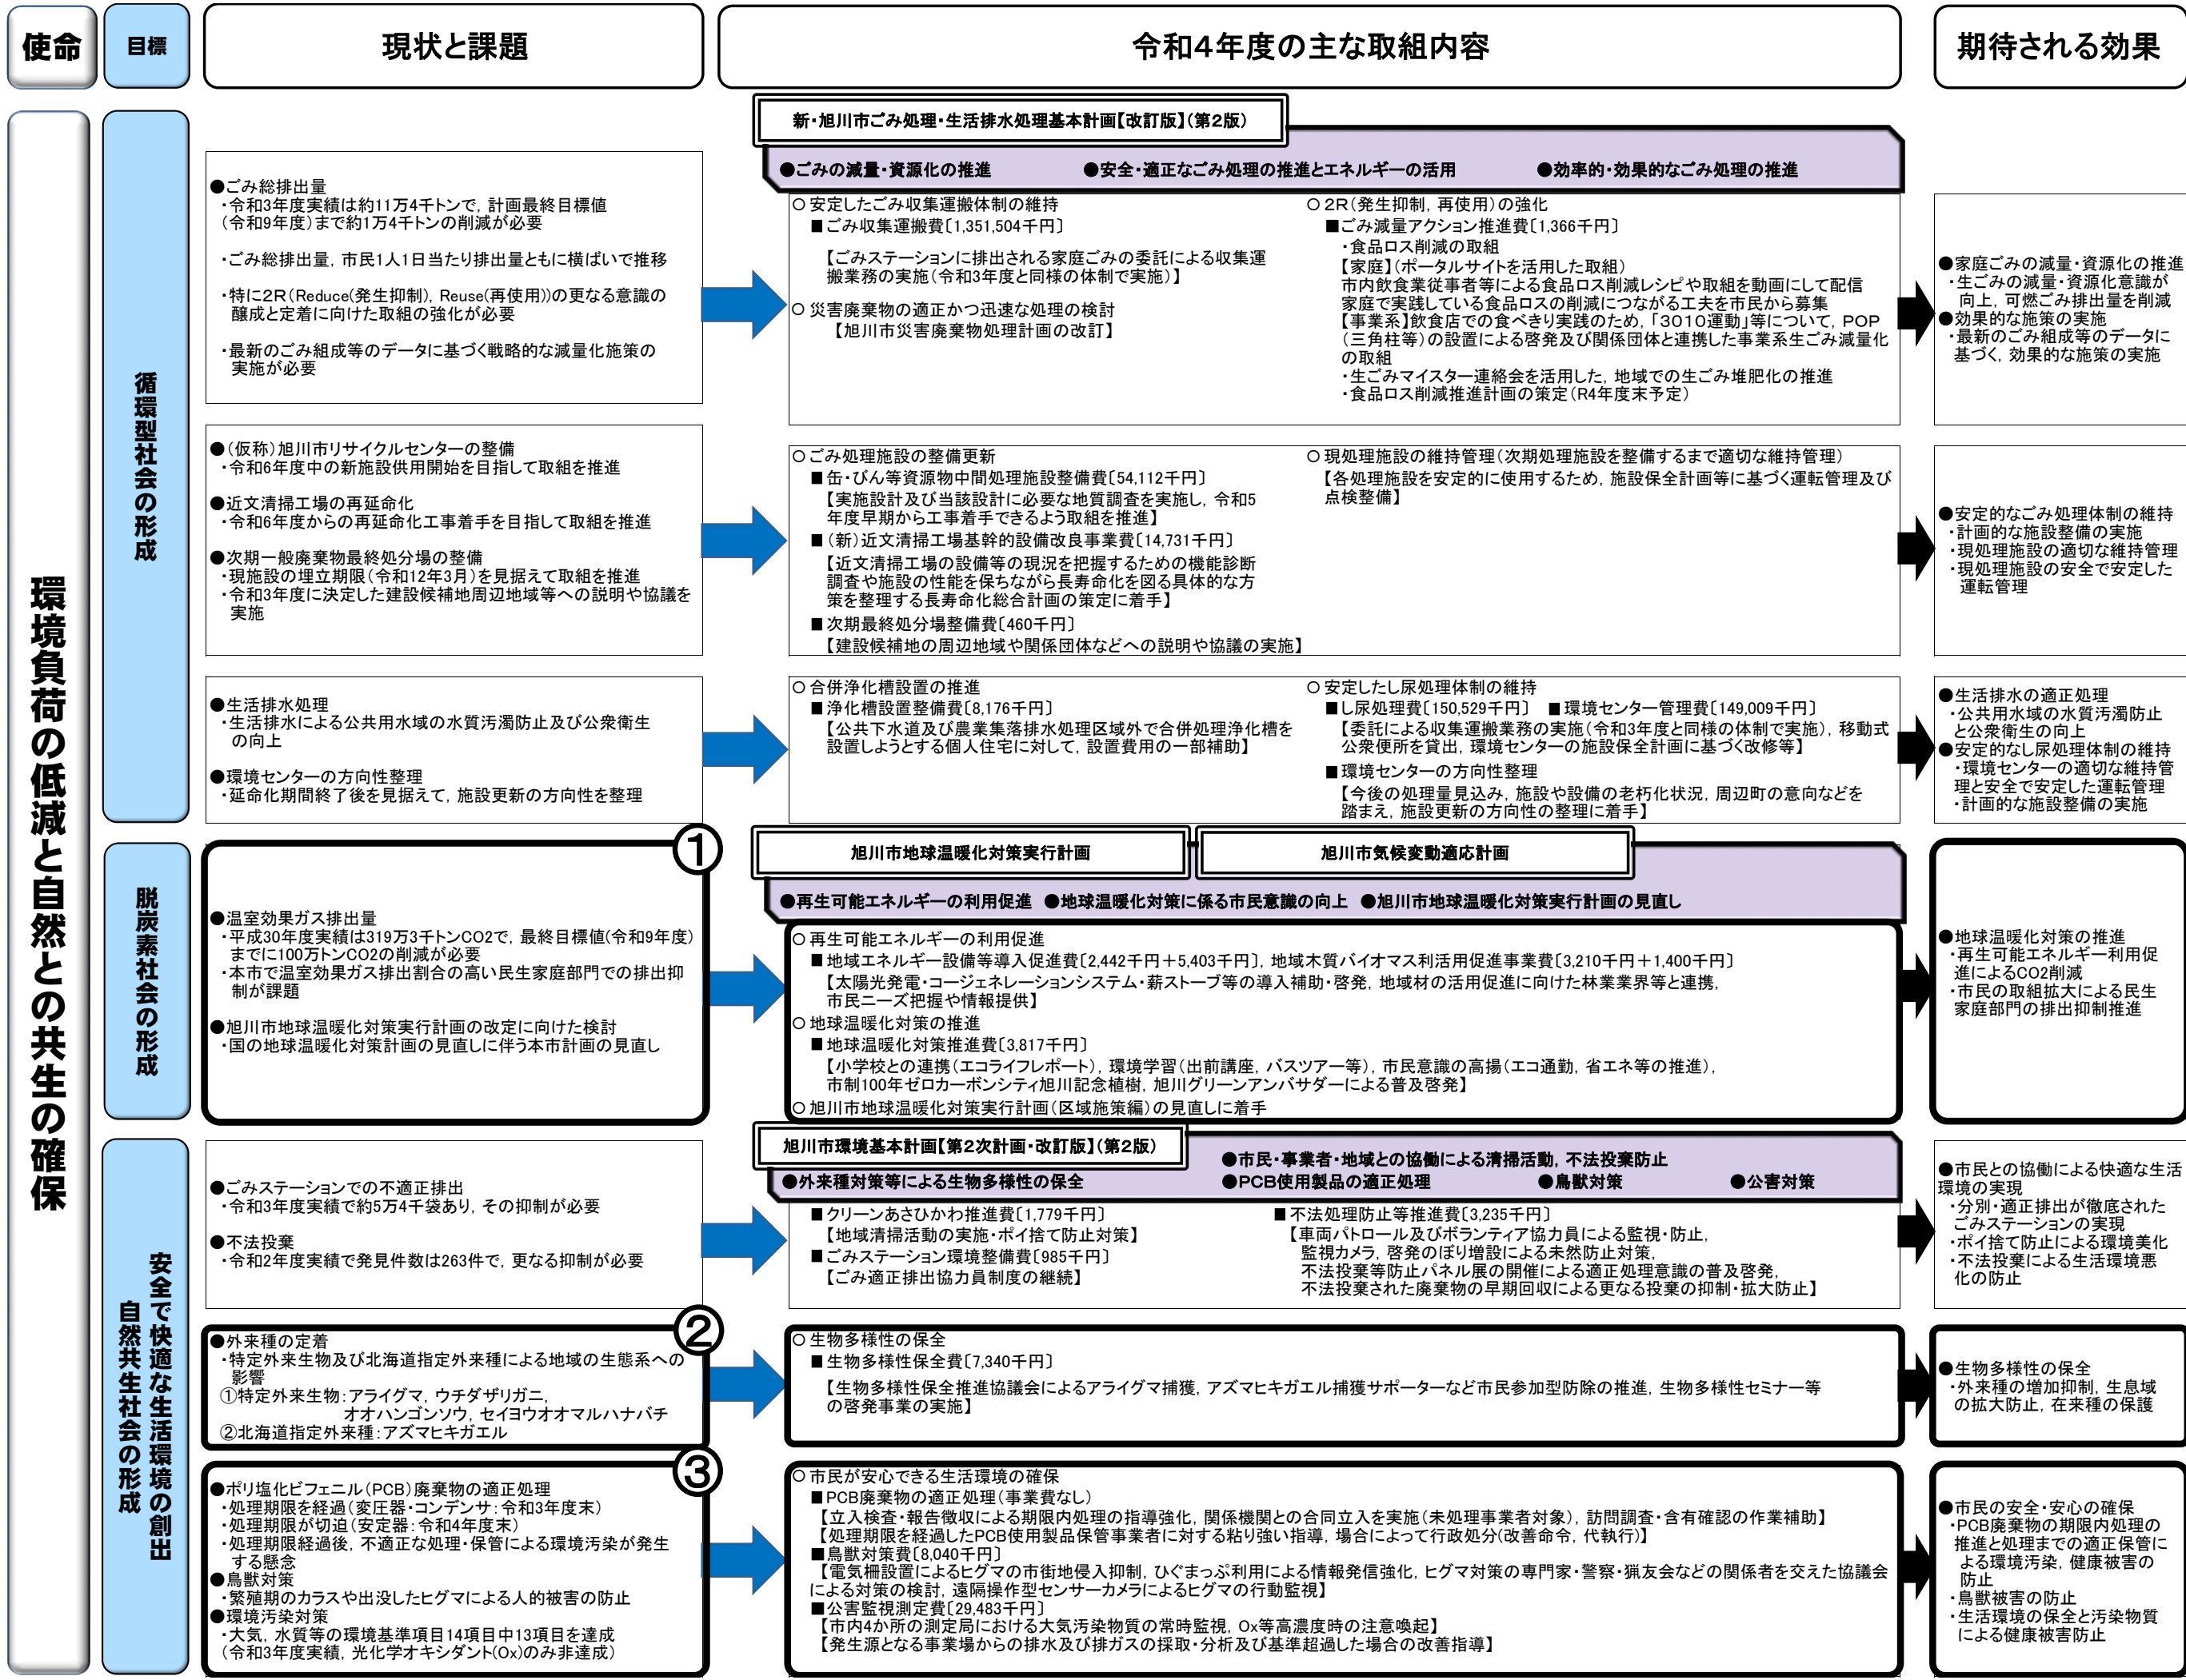 使命
目標
現状と課題
令和4年度の主な取組内容
期待される効果
環境負荷の低減と自然との共生の確保
循環型社会の形成
新・旭川市ごみ処理・生活排水処理基本計画【改訂版】(第2版)
●ごみの減量・資源化の推進 ●安全・適正なごみ処理の推進とエネルギーの活用 ●効率的・効果的なごみ処理の推進
●ごみ総排出量
・令和3年度実績は約11万4千トンで，計画最終目標値
（令和9年度）まで約1万4千トンの削減が必要
・ごみ総排出量，市民1人1日当たり排出量ともに横ばいで推移
・特に2R(Reduce(発生抑制)，Reuse(再使用))の更なる意識の
醸成と定着に向けた取組の強化が必要
・最新のごみ組成等のデータに基づく戦略的な減量化施策の
実施が必要
○ 安定したごみ収集運搬体制の維持
■ ごみ収集運搬費〔1,351,504千円〕
【ごみステーションに排出される家庭ごみの委託による収集運
搬業務の実施（令和3年度と同様の体制で実施）】
○ 災害廃棄物の適正かつ迅速な処理の検討
【旭川市災害廃棄物処理計画の改訂】
○ 2R(発生抑制，再使用)の強化
■ごみ減量アクション推進費〔1,366千円〕
・食品ロス削減の取組
【家庭】(ポータルサイトを活用した取組)
市内飲食業従事者等による食品ロス削減レシピや取組を動画にして配信
家庭で実践している食品ロスの削減につながる工夫を市民から募集
【事業系】飲食店での食べきり実践のため，「3010運動」等について，POP
（三角柱等）の設置による啓発及び関係団体と連携した事業系生ごみ減量化
の取組
・生ごみマイスター連絡会を活用した，地域での生ごみ堆肥化の推進
・食品ロス削減推進計画の策定（R4年度末予定）
●家庭ごみの減量・資源化の推進
・生ごみの減量・資源化意識が
向上，可燃ごみ排出量を削減
●効果的な施策の実施
・最新のごみ組成等のデータに
基づく，効果的な施策の実施
●（仮称）旭川市リサイクルセンターの整備
・令和6年度中の新施設供用開始を目指して取組を推進
●近文清掃工場の再延命化
・令和6年度からの再延命化工事着手を目指して取組を推進
●次期一般廃棄物最終処分場の整備
・現施設の埋立期限（令和12年3月）を見据えて取組を推進
・令和3年度に決定した建設候補地周辺地域等への説明や協議を
実施
○ ごみ処理施設の整備更新
■ 缶・びん等資源物中間処理施設整備費〔54,112千円〕
【実施設計及び当該設計に必要な地質調査を実施し，令和5
年度早期から工事着手できるよう取組を推進】
■ （新）近文清掃工場基幹的設備改良事業費〔14,731千円〕
【近文清掃工場の設備等の現況を把握するための機能診断
調査や施設の性能を保ちながら長寿命化を図る具体的な方
策を整理する長寿命化総合計画の策定に着手】
■ 次期最終処分場整備費〔460千円〕
【建設候補地の周辺地域や関係団体などへの説明や協議の実施】
○ 現処理施設の維持管理（次期処理施設を整備するまで適切な維持管理）
【各処理施設を安定的に使用するため，施設保全計画等に基づく運転管理及び
点検整備】
●安定的なごみ処理体制の維持
・計画的な施設整備の実施
・現処理施設の適切な維持管理
・現処理施設の安全で安定した
運転管理
●生活排水処理
・生活排水による公共用水域の水質汚濁防止及び公衆衛生
の向上
●環境センターの方向性整理
・延命化期間終了後を見据えて，施設更新の方向性を整理
○ 合併浄化槽設置の推進
■ 浄化槽設置整備費〔8,176千円〕
【公共下水道及び農業集落排水処理区域外で合併処理浄化槽を
設置しようとする個人住宅に対して，設置費用の一部補助】
○ 安定したし尿処理体制の維持
■し尿処理費〔150,529千円〕 ■環境センター管理費〔149,009千円〕
【委託による収集運搬業務の実施（令和3年度と同様の体制で実施），移動式
公衆便所を貸出，環境センターの施設保全計画に基づく改修等】
■ 環境センターの方向性整理
【今後の処理量見込み，施設や設備の老朽化状況，周辺町の意向などを
踏まえ，施設更新の方向性の整理に着手】
●生活排水の適正処理
・公共用水域の水質汚濁防止
と公衆衛生の向上
●安定的なし尿処理体制の維持
・環境センターの適切な維持管
理と安全で安定した運転管理
・計画的な施設整備の実施
脱炭素社会の形成
①
旭川市地球温暖化対策実行計画
旭川市気候変動適応計画
●再生可能エネルギーの利用促進 ●地球温暖化対策に係る市民意識の向上 ●旭川市地球温暖化対策実行計画の見直し
●温室効果ガス排出量
・平成30年度実績は319万3千トンCO2で，最終目標値(令和9年度)
までに100万トンCO2の削減が必要
・本市で温室効果ガス排出割合の高い民生家庭部門での排出抑
制が課題
●旭川市地球温暖化対策実行計画の改定に向けた検討
・国の地球温暖化対策計画の見直しに伴う本市計画の見直し
○ 再生可能エネルギーの利用促進
■ 地域エネルギー設備等導入促進費〔2,442千円＋5,403千円〕，地域木質バイオマス利活用促進事業費〔3,210千円＋1,400千円〕
【太陽光発電・コージェネレーションシステム・薪ストーブ等の導入補助・啓発，地域材の活用促進に向けた林業業界等と連携，
市民ニーズ把握や情報提供】
○ 地球温暖化対策の推進
■ 地球温暖化対策推進費〔3,817千円〕
【小学校との連携（エコライフレポート），環境学習（出前講座，バスツアー等），市民意識の高揚（エコ通勤，省エネ等の推進），
市制100年ゼロカーボンシティ旭川記念植樹，旭川グリーンアンバサダーによる普及啓発】
○ 旭川市地球温暖化対策実行計画（区域施策編）の見直しに着手
●地球温暖化対策の推進
・再生可能エネルギー利用促
進によるCO2削減
・市民の取組拡大による民生
家庭部門の排出抑制推進
安全で快適な生活環境の創出
自然共生社会の形成
旭川市環境基本計画【第2次計画・改訂版】(第2版)
●市民・事業者・地域との協働による清掃活動，不法投棄防止
●外来種対策等による生物多様性の保全 ●PCB使用製品の適正処理 ●鳥獣対策 ●公害対策
●ごみステーションでの不適正排出
・令和3年度実績で約5万4千袋あり，その抑制が必要
●不法投棄
・令和2年度実績で発見件数は263件で，更なる抑制が必要
■ クリーンあさひかわ推進費〔1,779千円〕
【地域清掃活動の実施・ポイ捨て防止対策】
■ ごみステーション環境整備費〔985千円〕
【ごみ適正排出協力員制度の継続】
■ 不法処理防止等推進費〔3,235千円〕
【車両パトロール及びボランティア協力員による監視・防止，
監視カメラ，啓発のぼり増設による未然防止対策，
不法投棄等防止パネル展の開催による適正処理意識の普及啓発，
不法投棄された廃棄物の早期回収による更なる投棄の抑制・拡大防止】
●市民との協働による快適な生活
環境の実現
・分別・適正排出が徹底された
ごみステーションの実現
・ポイ捨て防止による環境美化
・不法投棄による生活環境悪
化の防止
②
●外来種の定着
・特定外来生物及び北海道指定外来種による地域の生態系への
影響
①特定外来生物：アライグマ，ウチダザリガニ，
オオハンゴンソウ，セイヨウオオマルハナバチ
②北海道指定外来種：アズマヒキガエル
○ 生物多様性の保全
■ 生物多様性保全費〔7,340千円〕
【生物多様性保全推進協議会によるアライグマ捕獲，アズマヒキガエル捕獲サポーターなど市民参加型防除の推進，生物多様性セミナー等
の啓発事業の実施】
●生物多様性の保全
・外来種の増加抑制，生息域
の拡大防止，在来種の保護
③
●ポリ塩化ビフェニル（PCB）廃棄物の適正処理
・処理期限を経過（変圧器・コンデンサ：令和3年度末）
・処理期限が切迫（安定器：令和4年度末）
・処理期限経過後，不適正な処理・保管による環境汚染が発生
する懸念
●鳥獣対策
・繁殖期のカラスや出没したヒグマによる人的被害の防止
●環境汚染対策
・大気，水質等の環境基準項目14項目中13項目を達成
（令和3年度実績，光化学オキシダント(Ox)のみ非達成）
○ 市民が安心できる生活環境の確保
■PCB廃棄物の適正処理（事業費なし）
【立入検査・報告徴収による期限内処理の指導強化，関係機関との合同立入を実施（未処理事業者対象），訪問調査・含有確認の作業補助】
【処理期限を経過したPCB使用製品保管事業者に対する粘り強い指導，場合によって行政処分（改善命令，代執行）】
■鳥獣対策費〔8,040千円〕
【電気柵設置によるヒグマの市街地侵入抑制，ひぐまっぷ利用による情報発信強化，ヒグマ対策の専門家・警察・猟友会などの関係者を交えた協議会
による対策の検討，遠隔操作型センサーカメラによるヒグマの行動監視】
■公害監視測定費〔29,483千円〕
【市内4か所の測定局における大気汚染物質の常時監視，Ox等高濃度時の注意喚起】
【発生源となる事業場からの排水及び排ガスの採取・分析及び基準超過した場合の改善指導】
●市民の安全・安心の確保
・PCB廃棄物の期限内処理の
推進と処理までの適正保管に
よる環境汚染，健康被害の
防止
・鳥獣被害の防止
・生活環境の保全と汚染物質
による健康被害防止